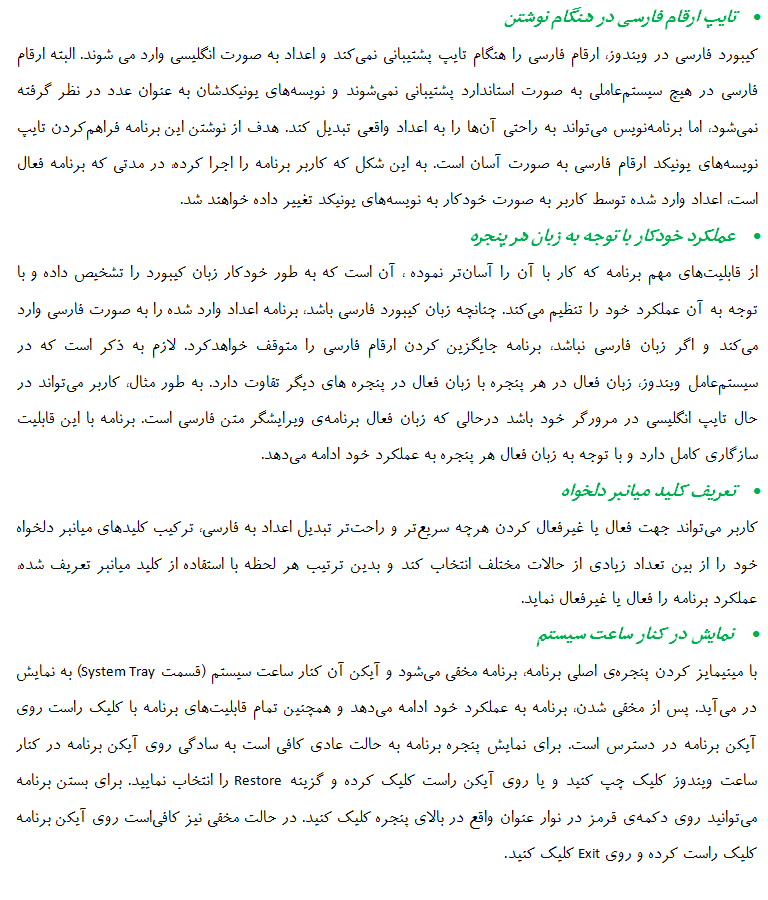 • تایپ ارقام فارسی در هنگام نوشتن
کیبورد فارسی در ویندوز، ارقام فارسی را هنگام تایپ پشتیبانی نمی‌کند و اعداد به صورت انگلیسی وارد می شوند. البته ارقام
فارسی در هیچ سیستم‌عاملی به صورت استاندارد پشتیبانی نمی‌شوند و نویسه‌های یونیکدشان به عنوان عدد در نظر گرفته
نمی‌شود، اما برنامه‌نویس می‌تواند به راحتی آن‌ها را به اعداد واقعی تبدیل کند. هدف از نوشتن این برنامه فراهم‌کردن تایپ
نویسه‌های یونیکد ارقام فارسی به صورت آسان است. به این شکل که کاربر برنامه را اجرا کرده، در مدتی که برنامه فعال
است، اعداد وارد شده توسط کاربر به صورت خودکار به نویسه‌های یونیکد تغییر داده خواهند شد.
• عملکرد خودکار با توجه به زبان هر پنجره
از قابلیت‌های مهم برنامه که کار با آن را آسان‌تر نموده ، آن است که به طور خودکار زبان کیبورد را تشخیص داده و با
توجه به آن عملکرد خود را تنظیم می‌کند. چنانچه زبان کیبورد فارسی باشد، برنامه اعداد وارد شده را به صورت فارسی وارد
می‌کند و اگر زبان فارسی نباشد، برنامه جایگزین کردن ارقام فارسی را متوقف خواهدکرد. لازم به ذکر است که در
سیستم‌عامل ویندوز، زبان فعال در هر پنجره با زبان فعال در پنجره های دیگر تفاوت دارد. به طور مثال، کاربر می‌تواند در
حال تایپ انگلیسی در مرورگر خود باشد درحالی که زبان فعال برنامه‌ی ویرایشگر متن فارسی است. برنامه با این قابلیت
سازگاری کامل دارد و با توجه به زبان فعال هر پنجره به عملکرد خود ادامه می‌دهد.
• تعریف کلید میانبر دلخواه
کاربر می‌تواند جهت فعال یا غیرفعال کردن هرچه سریع‌تر و راحت‌تر تبدیل اعداد به فارسی، ترکیب کلیدهای میانبر دلخواه
خود را از بین تعداد زیادی از حالات مختلف انتخاب کند و بدین ترتیب هر لحظه با استفاده از کلید میانبر تعریف شده،
عملکرد برنامه را فعال یا غیرفعال نماید.
• نمایش در کنار ساعت سیستم
با مینیمایز کردن پنجره‌ی اصلی برنامه، برنامه مخفی می‌شود و آیکن آن کنار ساعت سیستم (قسمت System Tray) به نمایش
در می‌آید. پس از مخفی شدن، برنامه به عملکرد خود ادامه می‌دهد و همچنین تمام قابلیت‌های برنامه با کلیک راست روی
آیکن برنامه در دسترس است. برای نمایش پنجره برنامه به حالت عادی کافی است به سادگی روی آیکن برنامه در کنار
ساعت ویندوز کلیک چپ کنید و یا روی آیکن راست کلیک کرده و گزینه Restore را انتخاب نمایید. برای بستن برنامه
می‌توانید روی دکمه‌ی قرمز در نوار عنوان واقع در بالای پنجره کلیک کنید. در حالت مخفی نیز کافی‌است روی آیکن برنامه
کلیک راست کرده و روی Exit کلیک کنید.